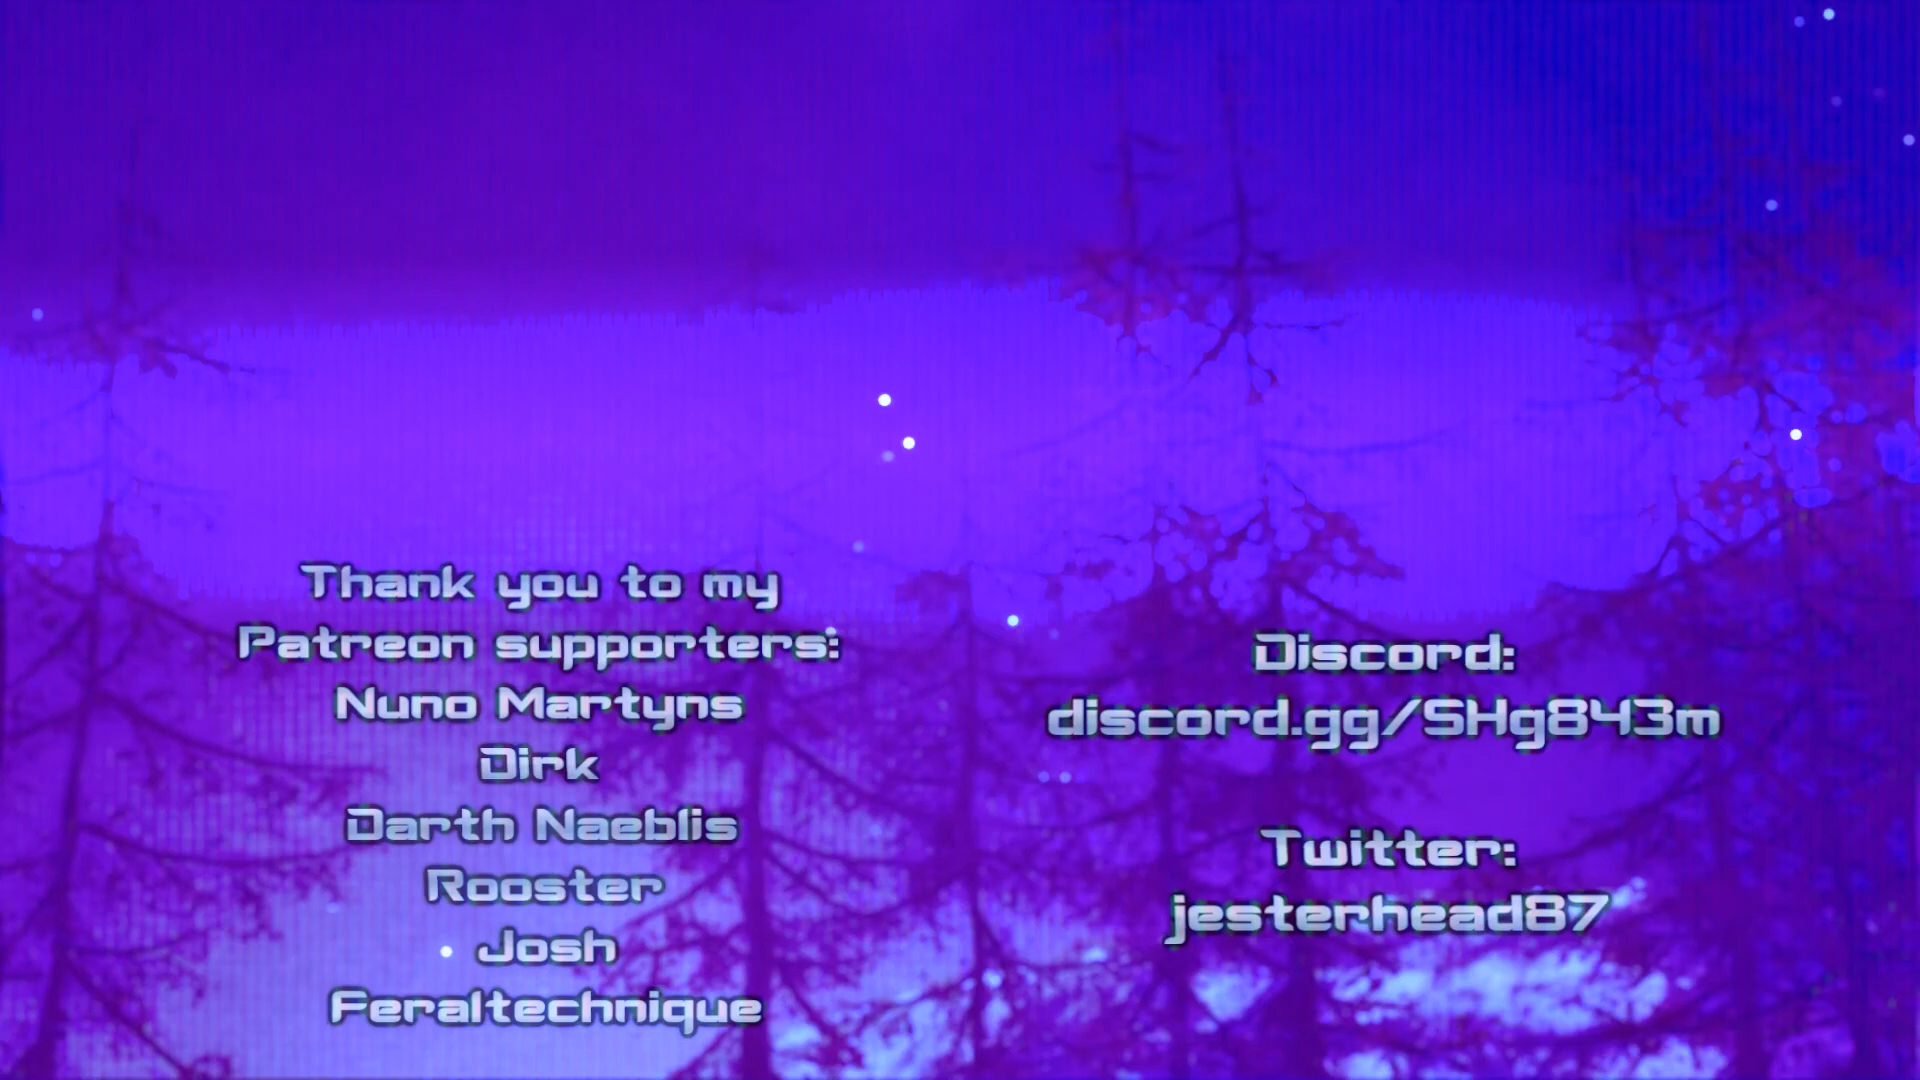 Thank you to my
Patreon supporters:
Nuno Martyns
Dirk
Darth Naeblis
Rooster
Josh
Feraltechnique
Discord:
discord.gg/SHg843m
Twitter:
jesterhead87